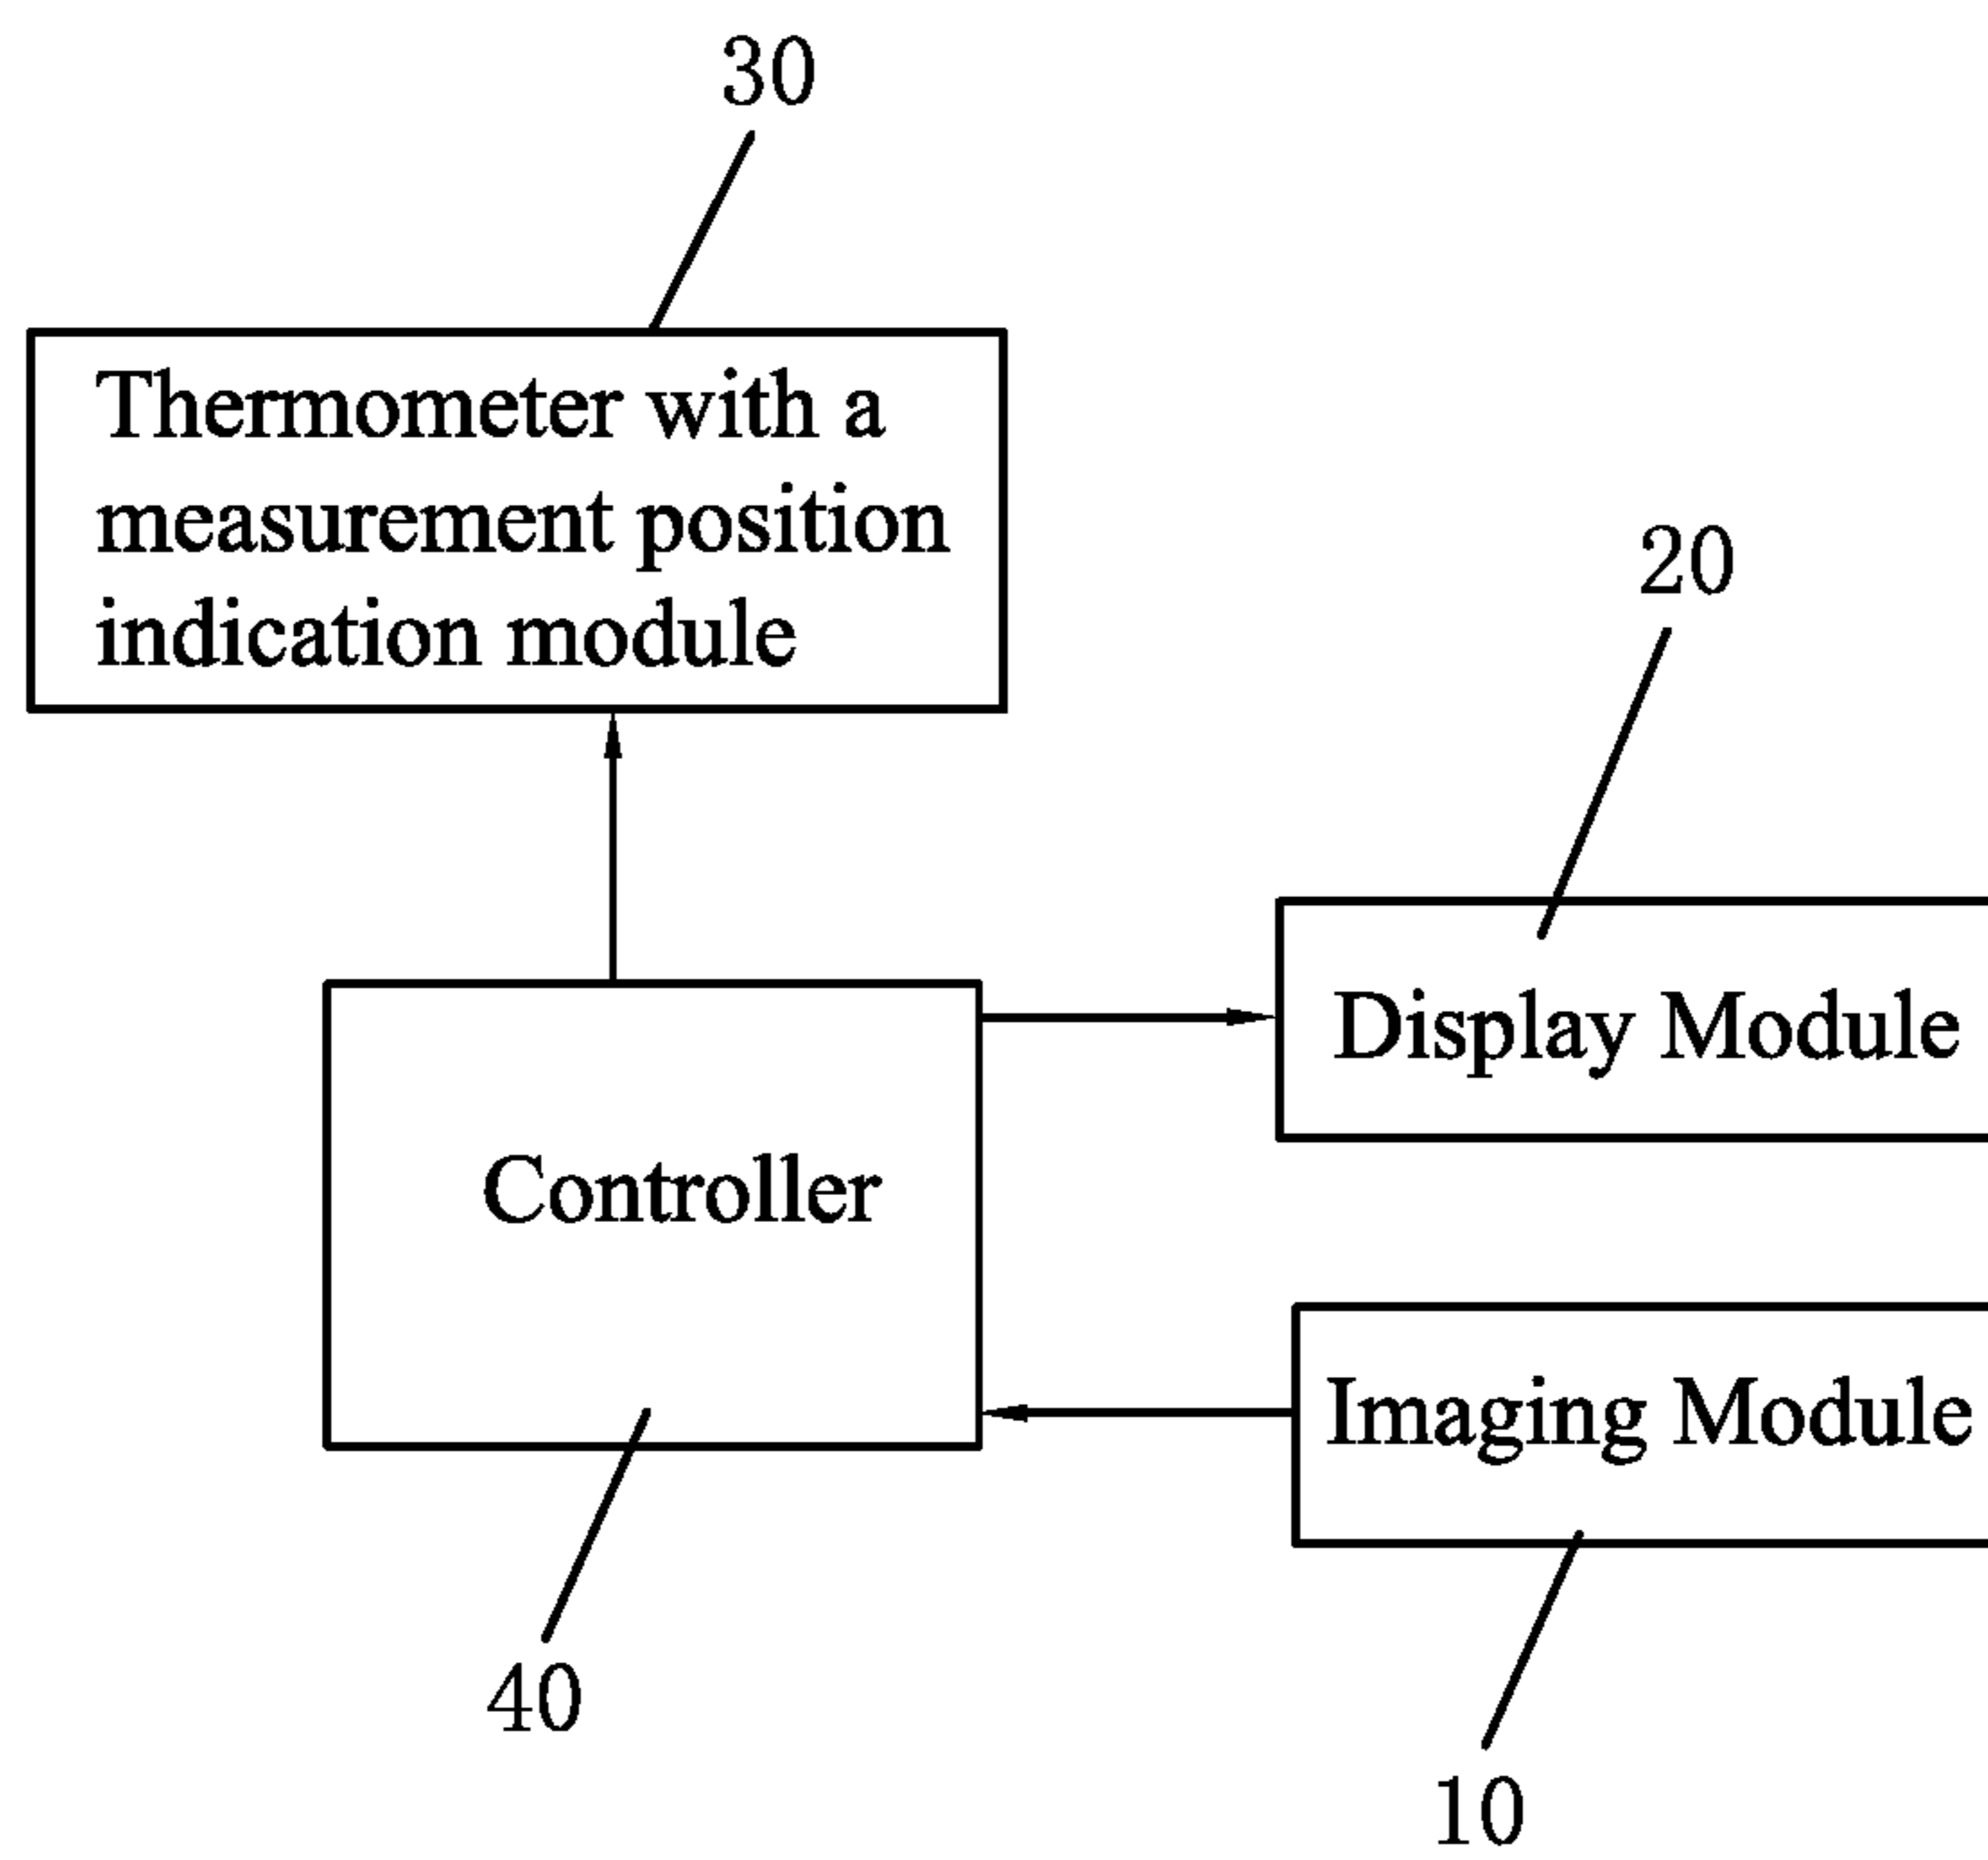 30
Thermometer with a
measurement position
indication module
20
Display Module
Controller
Imaging Module
40
10